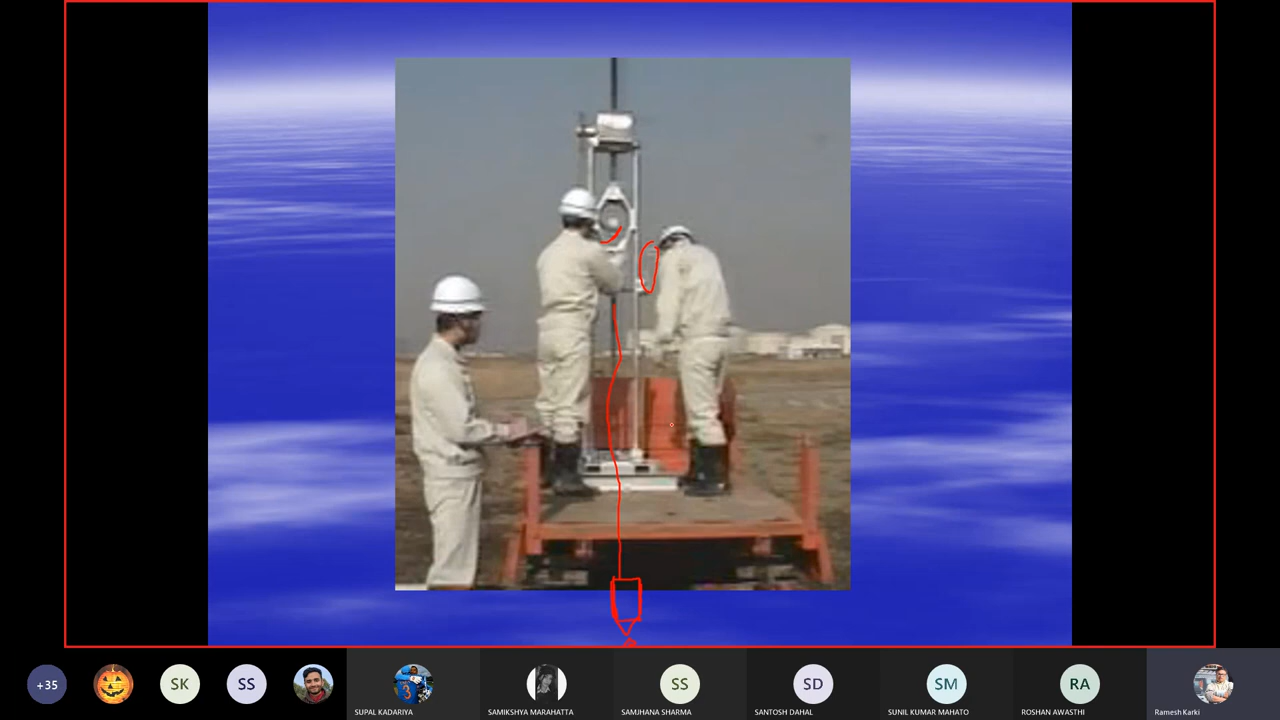 +35
SK
SS
SUPAL KADARIYA
SAMIKSHYA MARAHATTA
SS
SAMJHANA SHARMA
SD
SANTOSH DAHAL
SM
SUNIL KUMAR MAHATO
RA
ROSHAN AWASTHI
Ramesh Karki